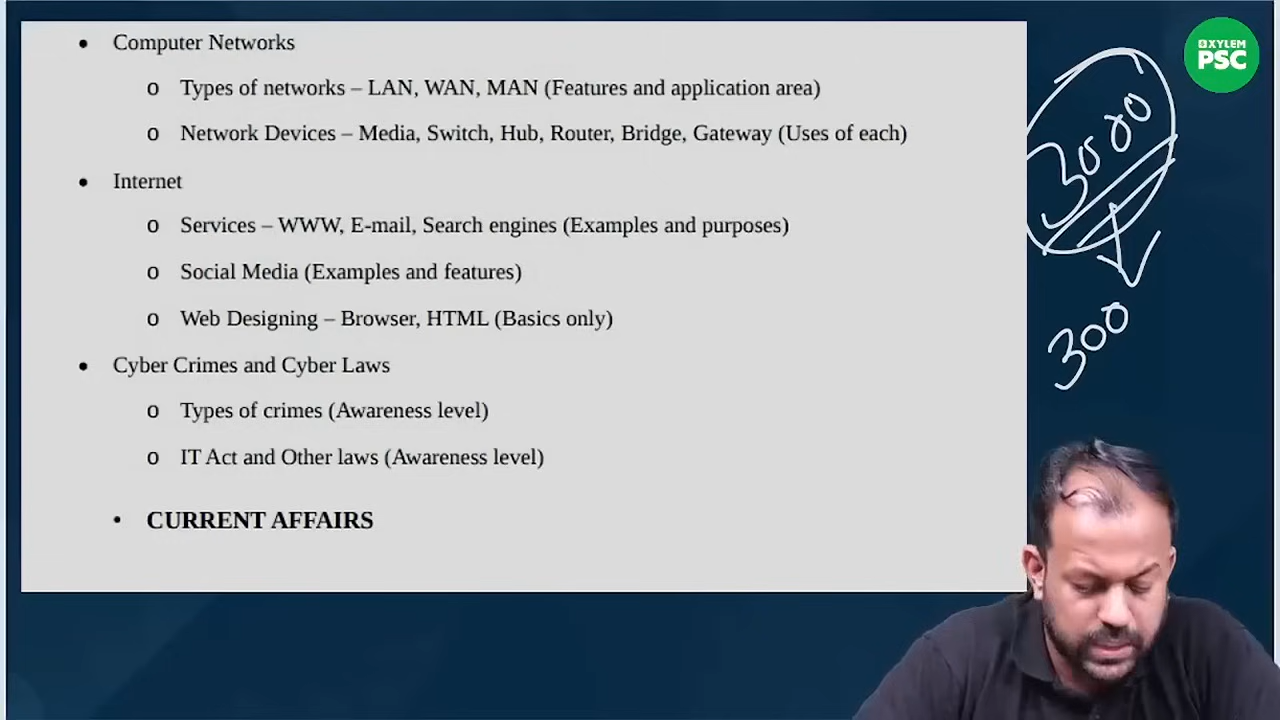 • Computer Networks
o Types of networks – LAN, WAN, MAN (Features and application area)
o Network Devices – Media, Switch, Hub, Router, Bridge, Gateway (Uses of each)
• Internet
o Services – WWW, E-mail, Search engines (Examples and purposes)
o Social Media (Examples and features)
o Web Designing – Browser, HTML (Basics only)
• Cyber Crimes and Cyber Laws
o Types of crimes (Awareness level)
o IT Act and Other laws (Awareness level)
• CURRENT AFFAIRS
XYLEM
PSC
3000
300